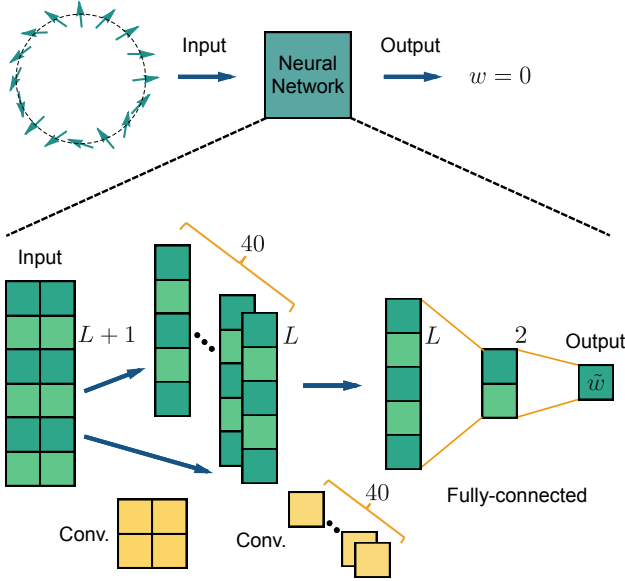 Input
Output
Neural
Network
w = 0
Input
40
L + 1
L
L
2
Output
w̃
40
Conv.
Conv.
Fully-connected